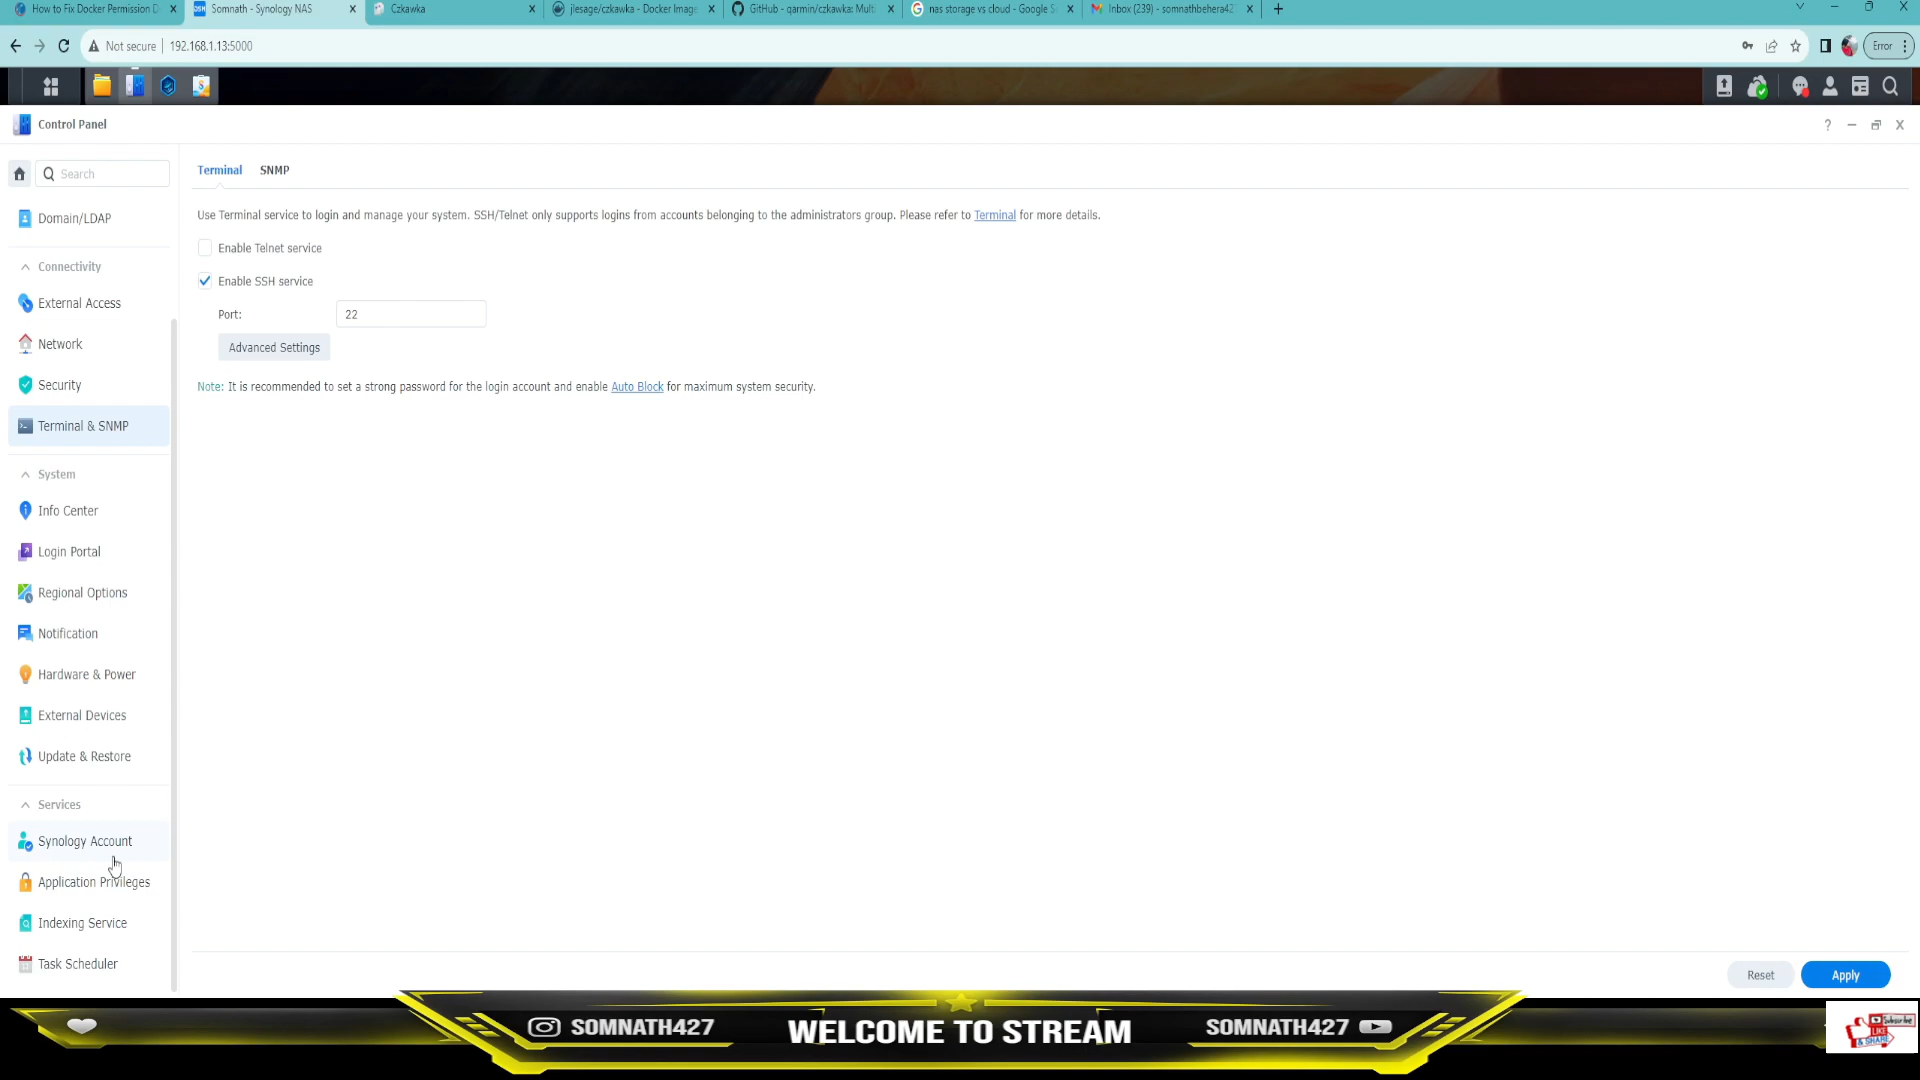 How to Fix Docker Permission D
Somnath - Synology NAS
Czkawka
jlesage/czkawka - Docker Image
GitHub - qarmin/czkawka: Multi
nas storage vs cloud - Google S
Inbox (239) - somnathbehera42
Not secure
192.168.1.13:5000
Error
Control Panel
Search
Domain/LDAP
Connectivity
External Access
Network
Security
Terminal & SNMP
System
Info Center
Login Portal
Regional Options
Notification
Hardware & Power
External Devices
Update & Restore
Services
Synology Account
Application Privileges
Indexing Service
Task Scheduler
Terminal SNMP
Use Terminal service to login and manage your system. SSH/Telnet only supports logins from accounts belonging to the administrators group. Please refer to Terminal for more details.
Enable Telnet service
Enable SSH service
Port: 22
Advanced Settings
Note: It is recommended to set a strong password for the login account and enable Auto Block for maximum system security.
Reset Apply
SOMNATH427
WELCOME TO STREAM
SOMNATH427
Subscribe
LIKE
& SHARE